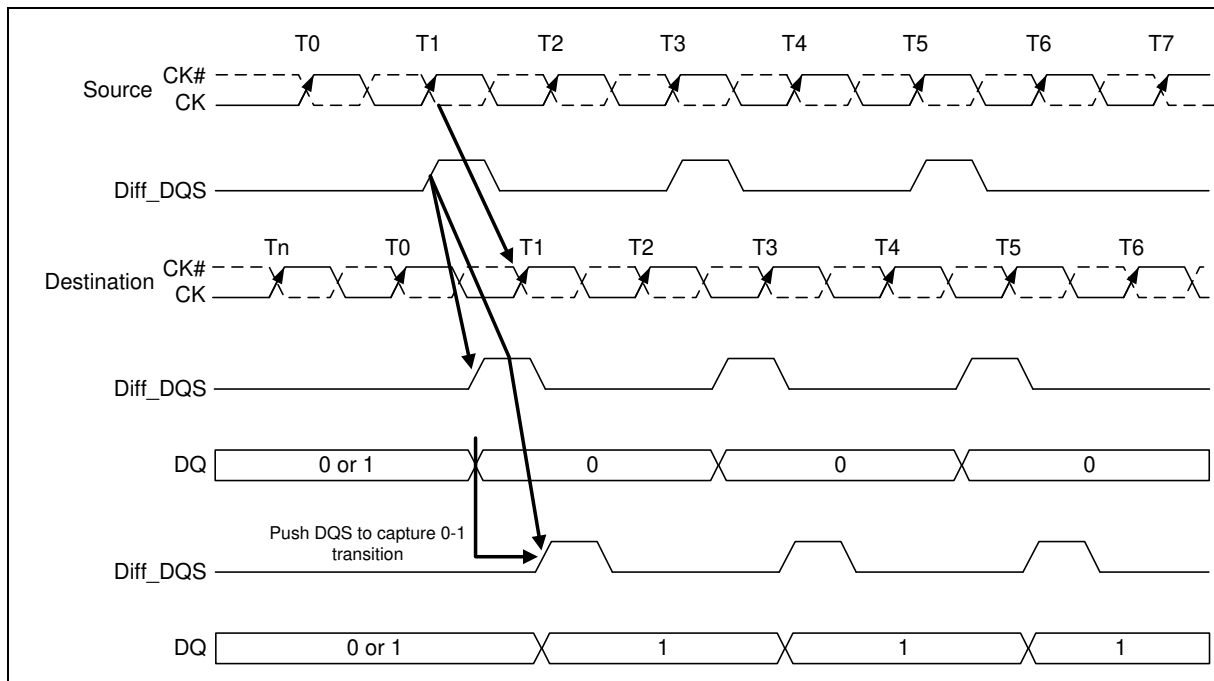 T0 T1 T2 T3 T4 T5 T6 T7
Source CK#
CK
Diff_DQS
Tn T0 T1 T2 T3 T4 T5 T6
Destination CK#
CK
Diff_DQS
DQ 0 or 1 0 0 0
Push DQS to capture 0-1
transition
Diff_DQS
DQ 0 or 1 1 1 1